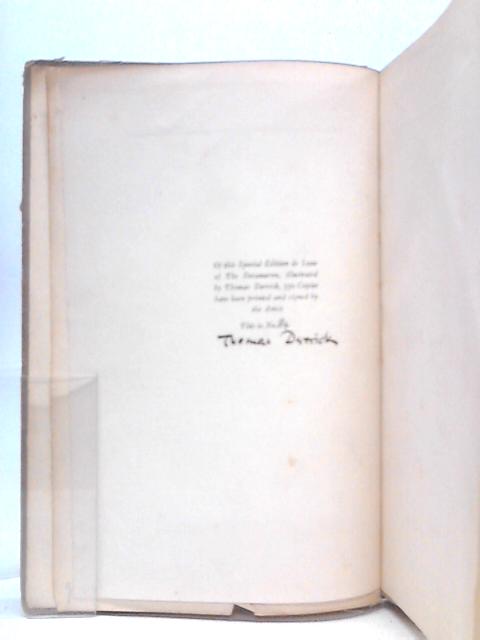 Of this Special Edition de Luxe
of The Decameron, illustrated
by Thomas Derrick, 550 Copies
have been printed and signed by
the Artist
This is No.
Thomas Derrick